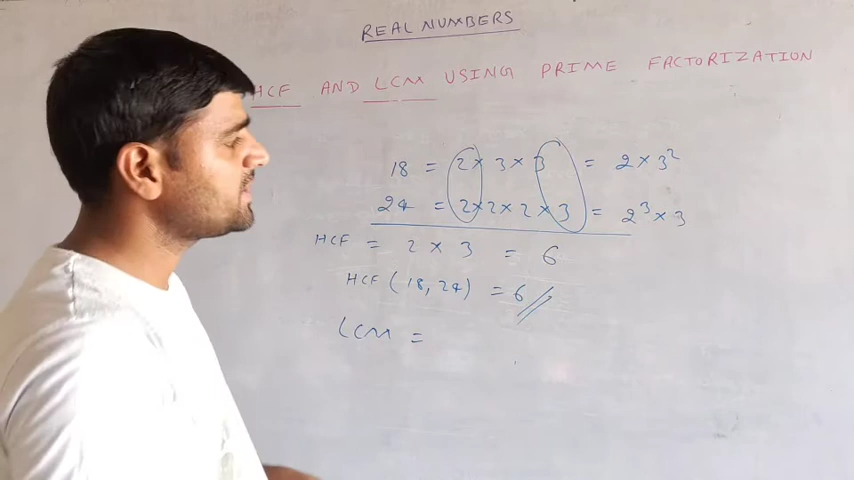 REAL NUMBERS
HCF AND LCM USING PRIME FACTORIZATION
18 = 2 × 3 × 3 = 2 × 3²
24 = 2 × 2 × 2 × 3 = 2³ × 3
HCF = 2 × 3 = 6
HCF (18, 24) = 6
LCM =